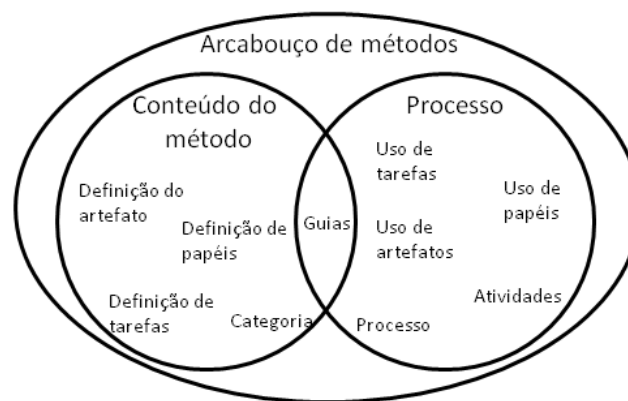 Arcabouço de métodos
Conteúdo do
método
Processo
Uso de
tarefas
Definição do
artefato
Uso de
papéis
Definição de
papéis
Guias
Uso de
artefatos
Definição de
tarefas
Categoria
Processo
Atividades